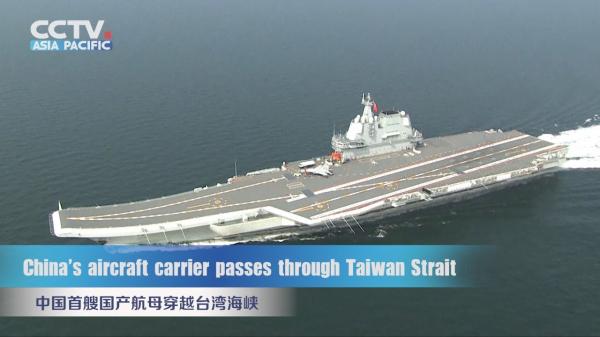 CCTV
ASIA PACIFIC
China's aircraft carrier passes through Taiwan Strait
中国首艘国产航母穿越台湾海峡